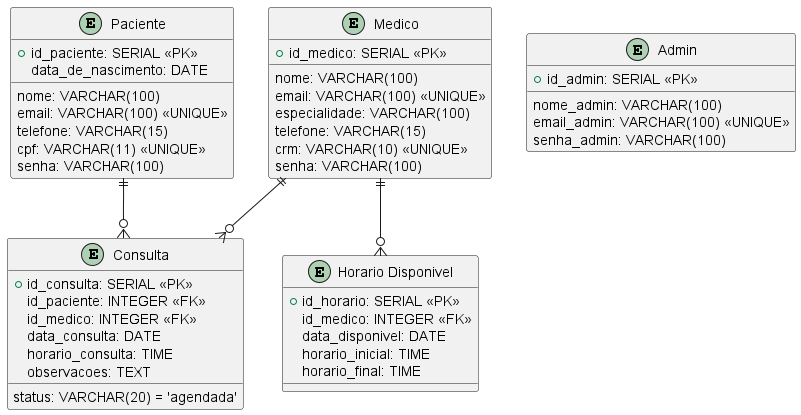 E Paciente
id_paciente: SERIAL «PK»
data_de_nascimento: DATE
nome: VARCHAR(100)
email: VARCHAR(100) «UNIQUE»
telefone: VARCHAR(15)
cpf: VARCHAR(11) «UNIQUE»
senha: VARCHAR(100)
E Medico
id_medico: SERIAL «PK»
nome: VARCHAR(100)
email: VARCHAR(100) «UNIQUE»
especialidade: VARCHAR(100)
telefone: VARCHAR(15)
crm: VARCHAR(10) «UNIQUE»
senha: VARCHAR(100)
E Admin
id_admin: SERIAL «PK»
nome_admin: VARCHAR(100)
email_admin: VARCHAR(100) «UNIQUE»
senha_admin: VARCHAR(100)
E Consulta
id_consulta: SERIAL «PK»
id_paciente: INTEGER «FK»
id_medico: INTEGER «FK»
data_consulta: DATE
horario_consulta: TIME
observacoes: TEXT
status: VARCHAR(20) = 'agendada'
E Horario Disponivel
id_horario: SERIAL «PK»
id_medico: INTEGER «FK»
data_disponivel: DATE
horario_inicial: TIME
horario_final: TIME